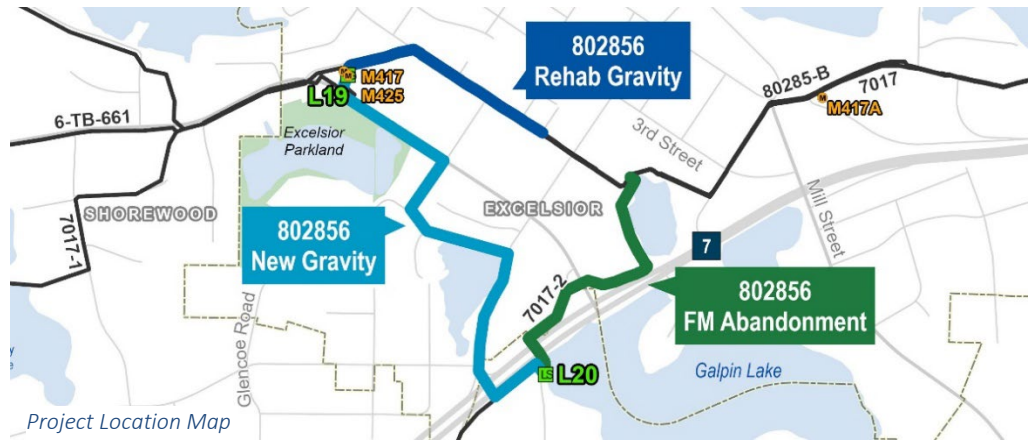 802856
Rehab Gravity
M417
M425
L19
80285-B
7017
M417A
6-TB-661
Excelsior
Parkland
3rd Street
SHOREWOOD
EXCELSIOR
Mill Street
802856
New Gravity
7
7017-1
7017-2
802856
FM Abandonment
Glencoe Road
LS
L20
Galpin Lake
Project Location Map